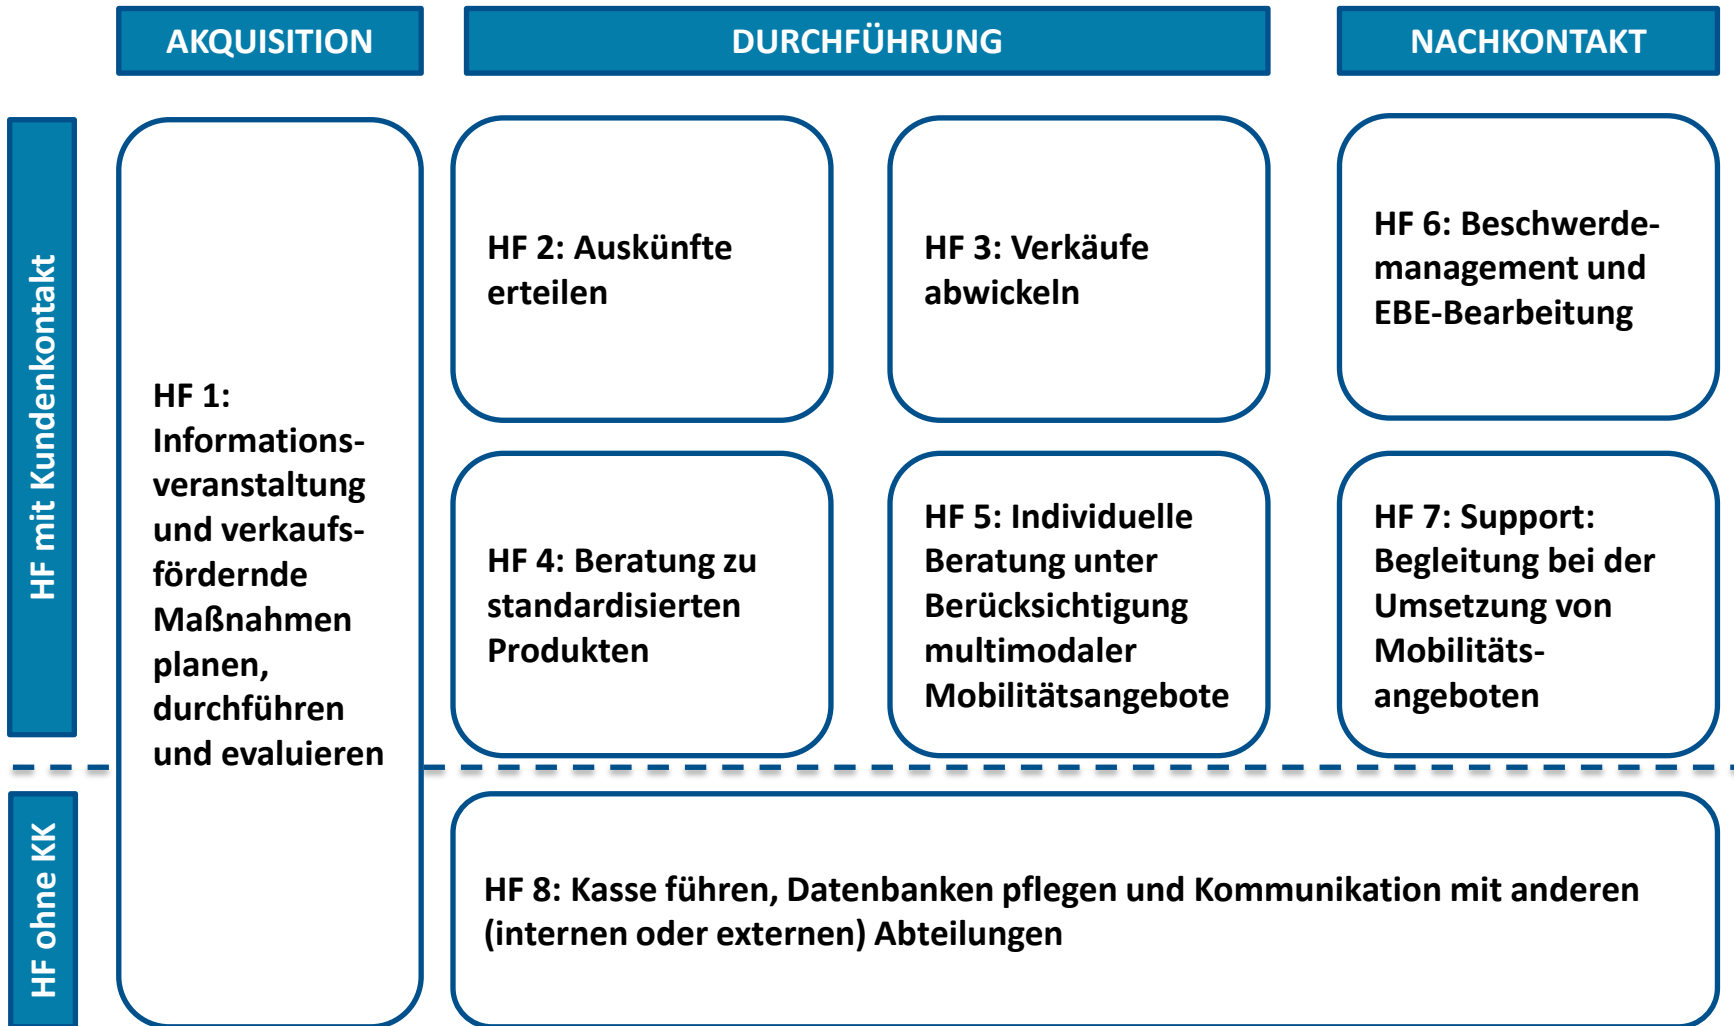 AKQUISITION
DURCHFÜHRUNG
NACHKONTAKT
HF mit Kundenkontakt
HF 1:
Informations-
veranstaltung
und verkaufs-
fördernde
Maßnahmen
planen,
durchführen
und evaluieren
HF 2: Auskünfte
erteilen
HF 3: Verkäufe
abwickeln
HF 6: Beschwerde-
management und
EBE-Bearbeitung
HF 4: Beratung zu
standardisierten
Produkten
HF 5: Individuelle
Beratung unter
Berücksichtigung
multimodaler
Mobilitätsangebote
HF 7: Support:
Begleitung bei der
Umsetzung von
Mobilitäts-
angeboten
HF ohne KK
HF 8: Kasse führen, Datenbanken pflegen und Kommunikation mit anderen
(internen oder externen) Abteilungen